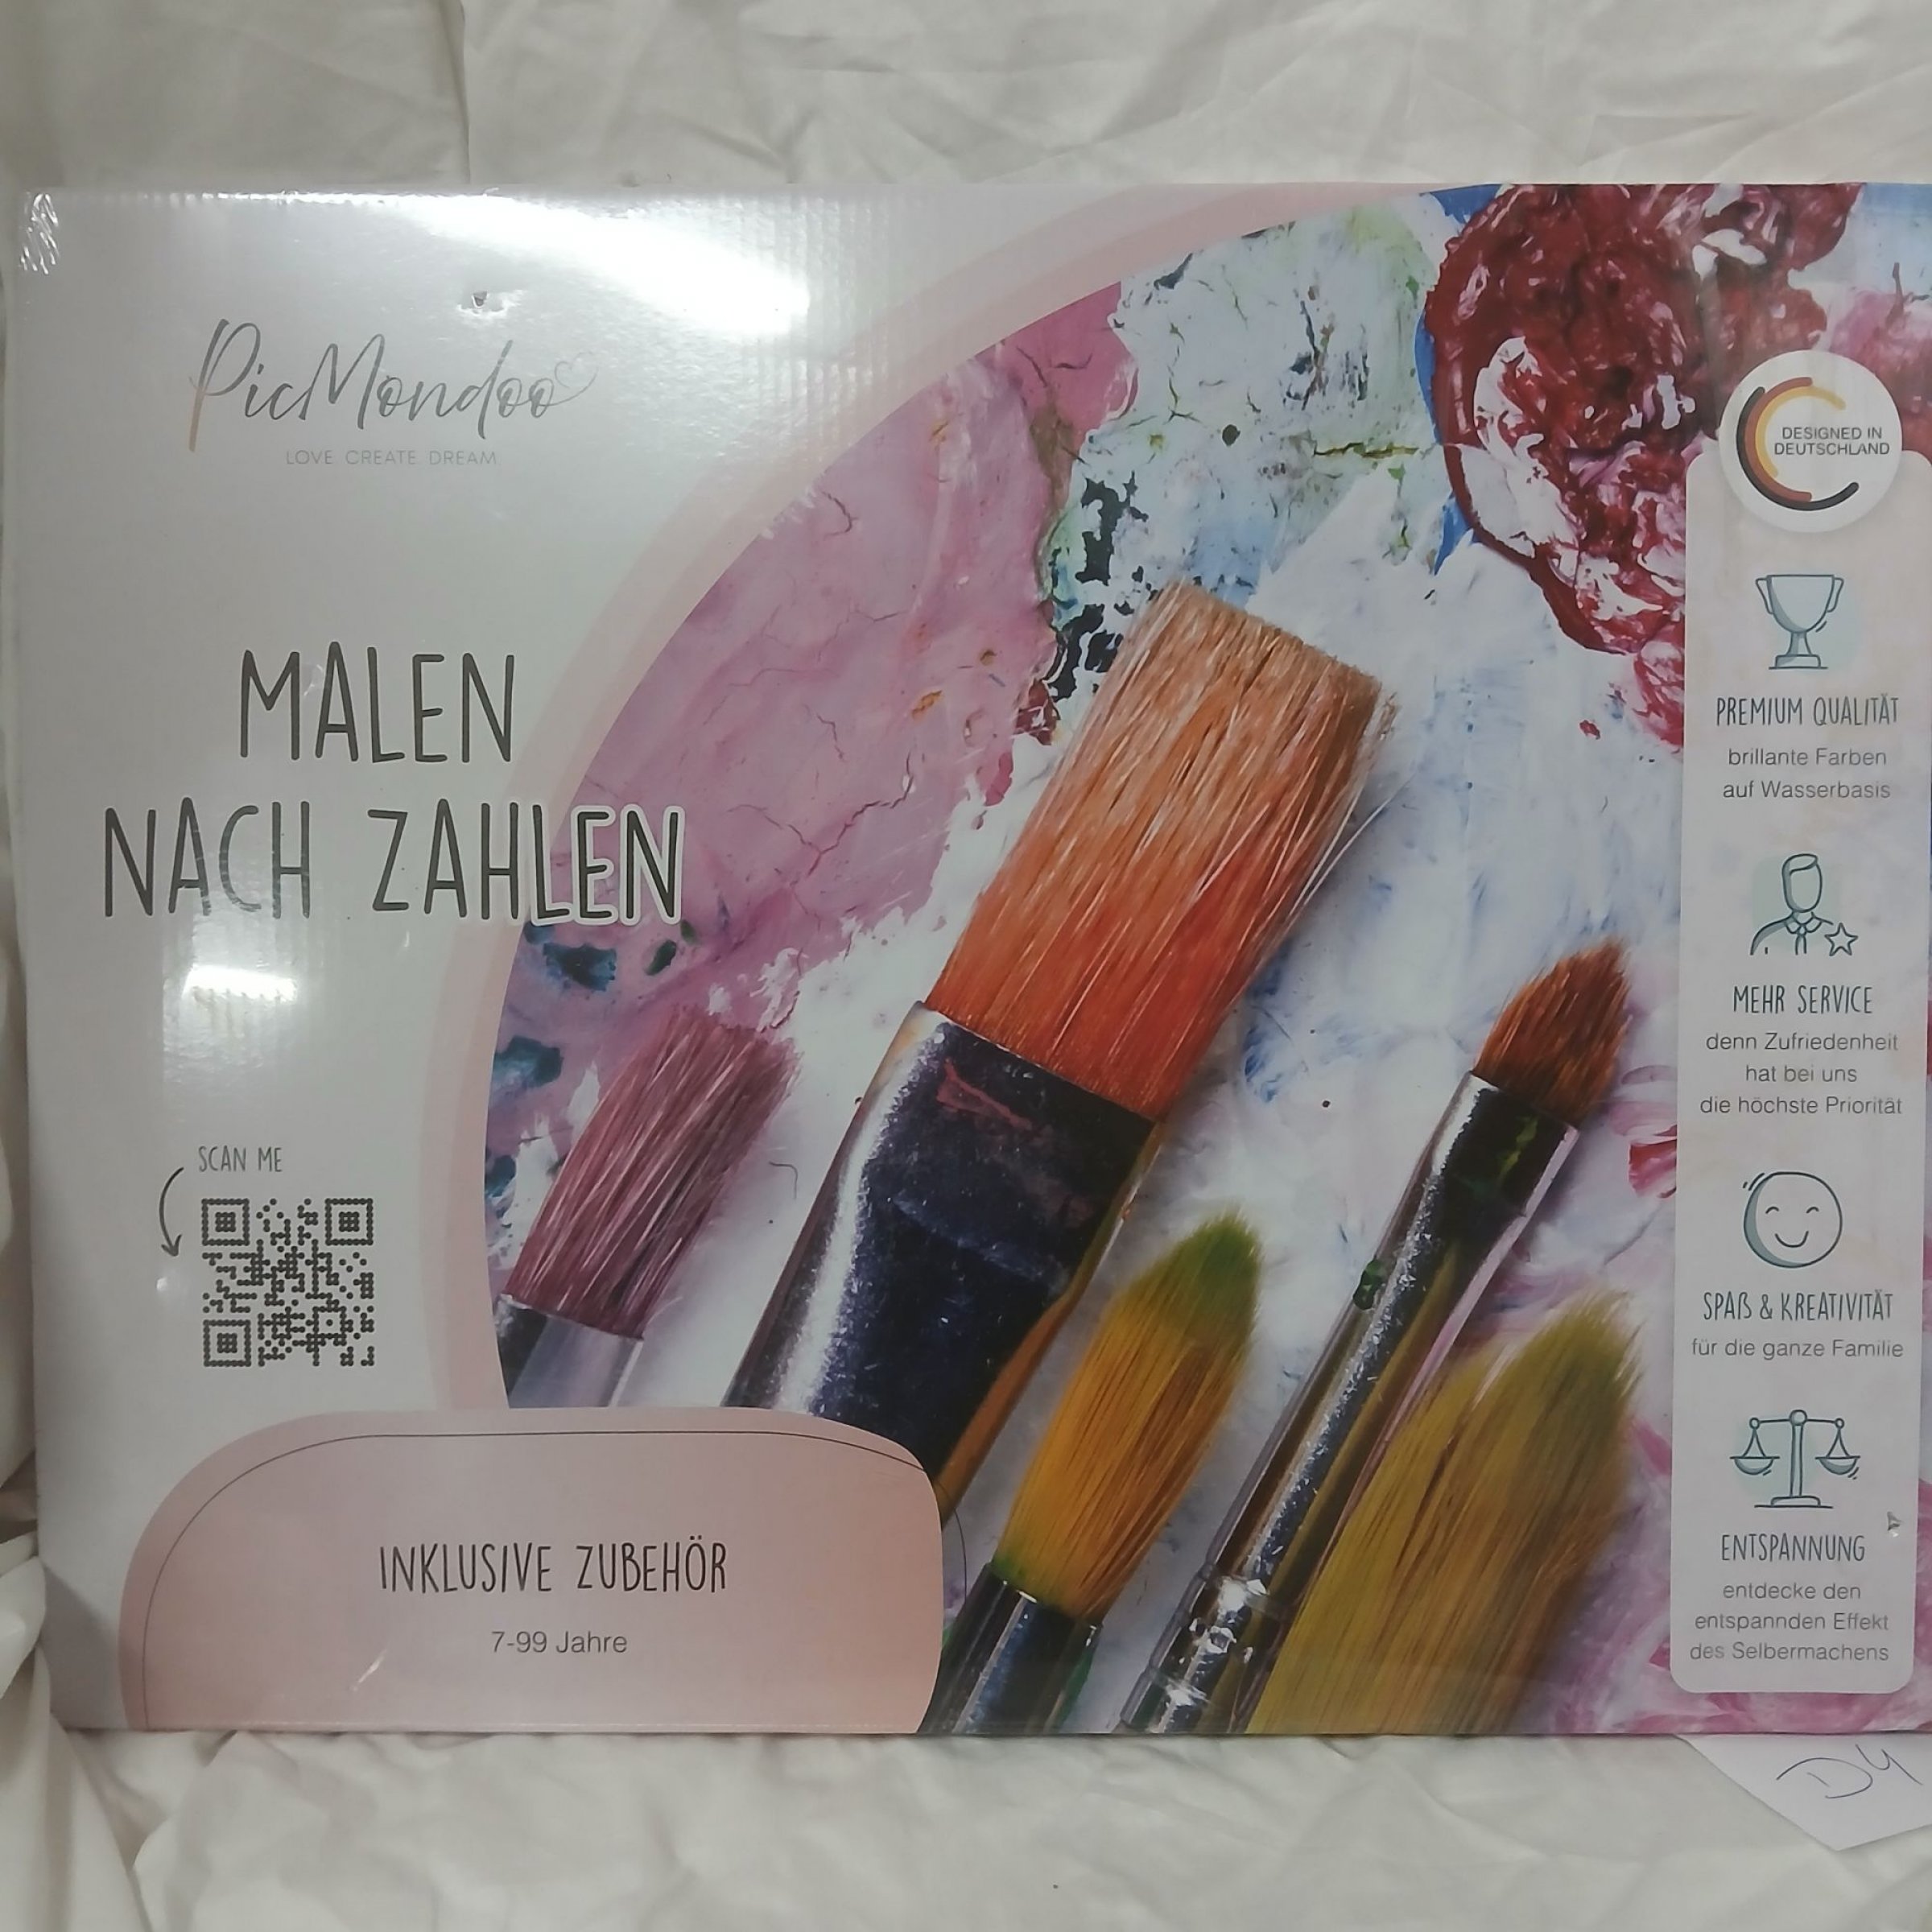 PicMondoo
LOVE. CREATE. DREAM
MALEN
NACH ZAHLEN
SCAN ME
INKLUSIVE ZUBEHÖR
7-99 Jahre
DESIGNED IN
DEUTSCHLAND
PREMIUM QUALITÄT
brillante Farben
auf Wasserbasis
MEHR SERVICE
denn Zufriedenheit
hat bei uns
die höchste Priorität
SPAß & KREATIVITÄT
für die ganze Familie
ENTSPANNUNG
entdecke den
entspannden Effekt
des Selbermachens
D4